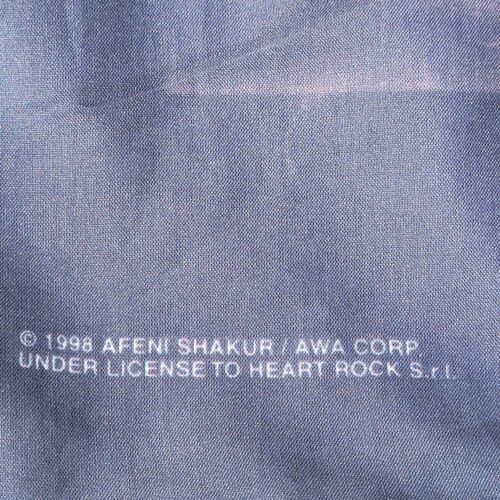 © 1998 AFENI SHAKUR / AWA CORP.
UNDER LICENSE TO HEART ROCK S.r.l.